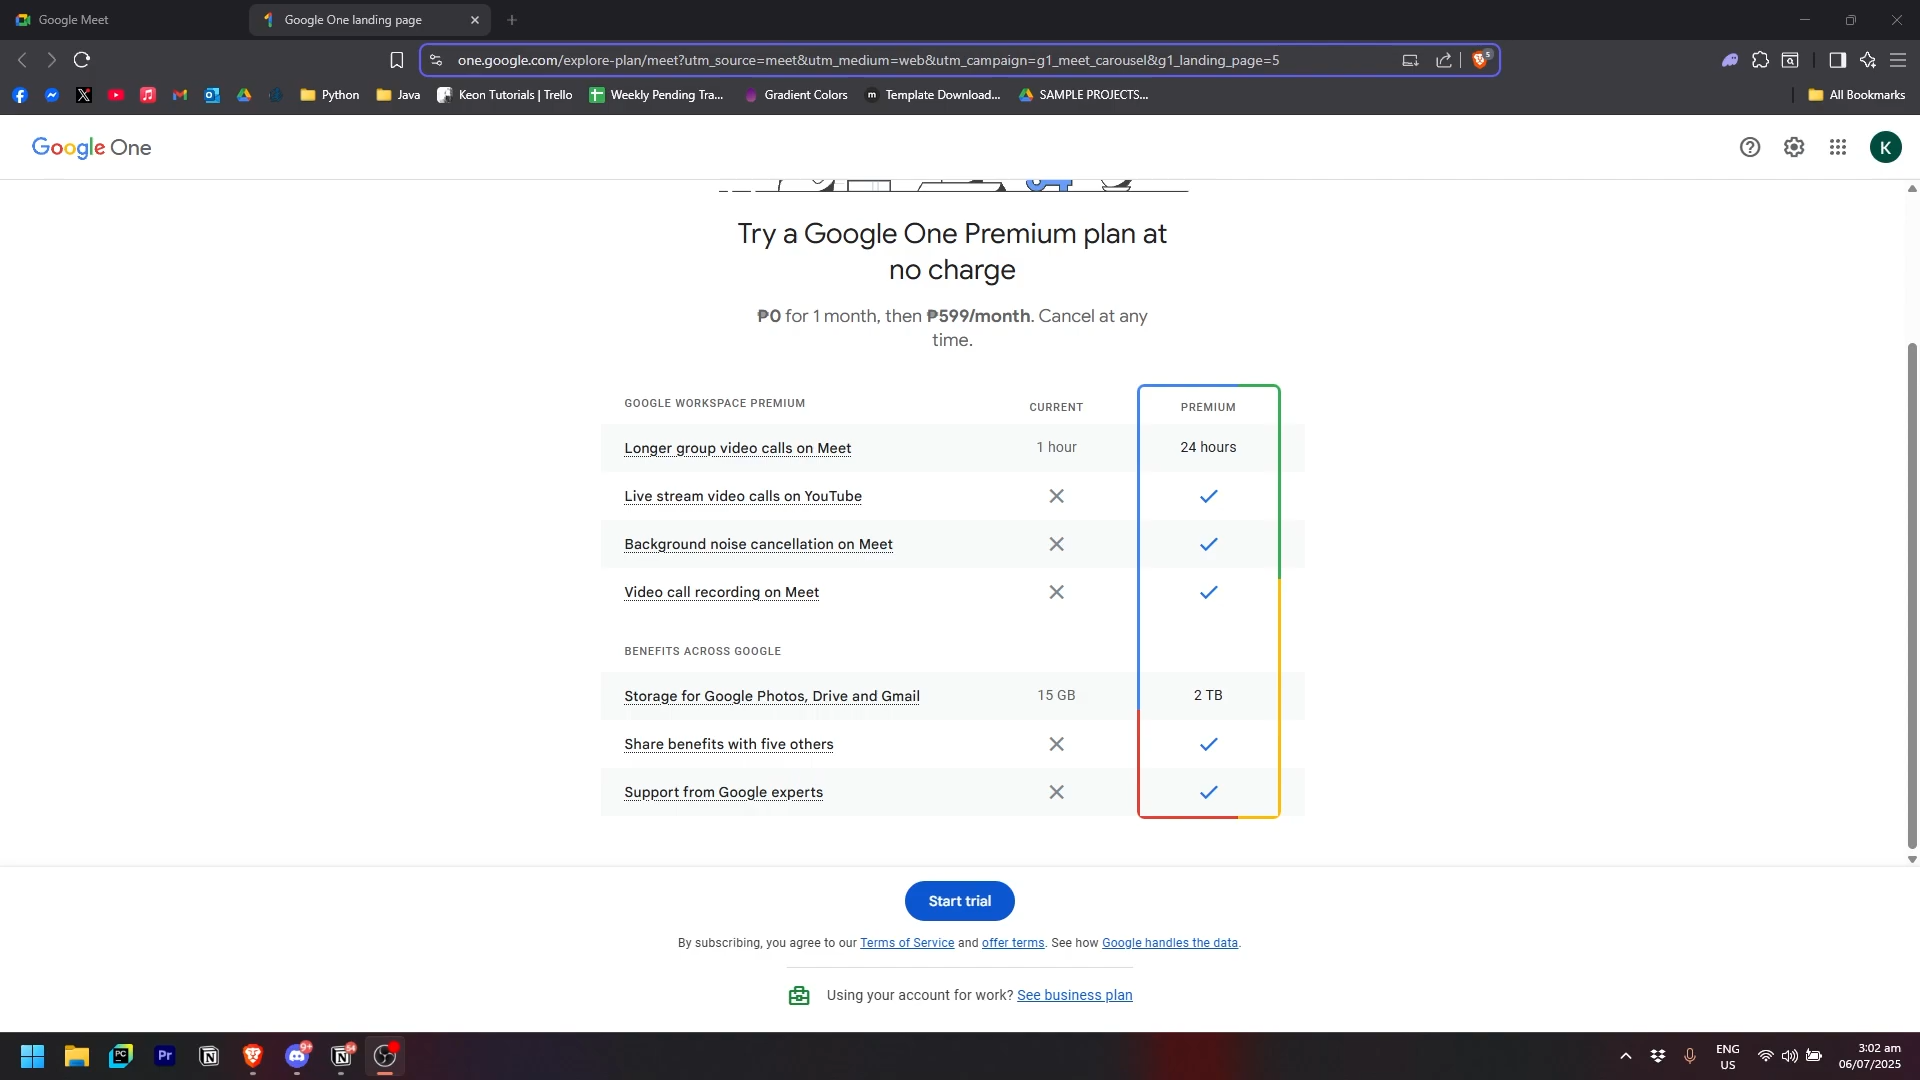 Google Meet
Google One landing page
one.google.com/explore-plan/meet?utm_source=meet&utm_medium=web&utm_campaign=g1_meet_carousel&g1_landing_page=5
5
Python
Java
Keon Tutorials | Trello
Weekly Pending Tra...
Gradient Colors
Template Download...
SAMPLE PROJECTS...
All Bookmarks
Google One
K
Try a Google One Premium plan at
no charge
₱0 for 1 month, then ₱599/month. Cancel at any
time.
GOOGLE WORKSPACE PREMIUM CURRENT PREMIUM
Longer group video calls on Meet 1 hour 24 hours
Live stream video calls on YouTube
Background noise cancellation on Meet
Video call recording on Meet
BENEFITS ACROSS GOOGLE
Storage for Google Photos, Drive and Gmail 15 GB 2 TB
Share benefits with five others
Support from Google experts
Start trial
By subscribing, you agree to our Terms of Service and offer terms. See how Google handles the data.
Using your account for work? See business plan
PC
Pr
9+
ENG
US
3:02 am
06/07/2025